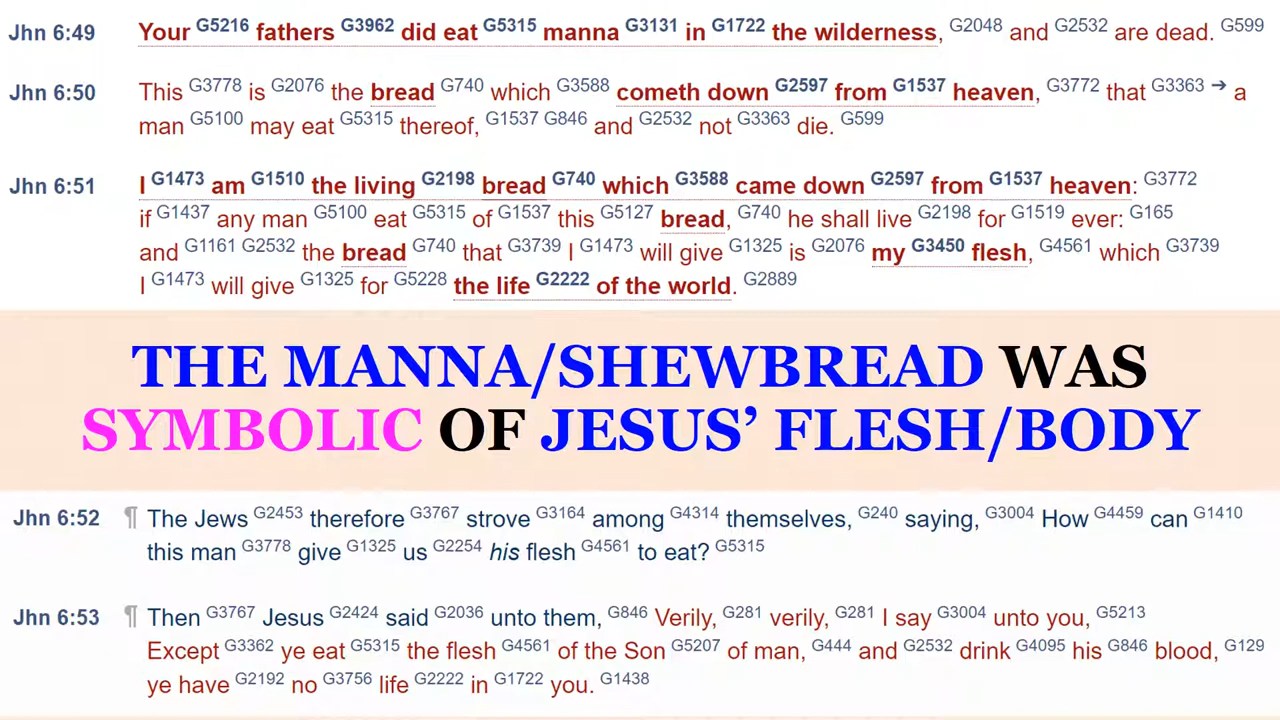 Jhn 6:49 Your G5216 fathers G3962 did eat G5315 manna G3131 in G1722 the wilderness, G2048 and G2532 are dead. G599
Jhn 6:50 This G3778 is G2076 the bread G740 which G3588 cometh down G2597 from G1537 heaven, G3772 that G3363 ➔ a
man G5100 may eat G5315 thereof, G1537 G846 and G2532 not G3363 die. G599
Jhn 6:51 I G1473 am G1510 the living G2198 bread G740 which G3588 came down G2597 from G1537 heaven: G3772
if G1437 any man G5100 eat G5315 of G1537 this G5127 bread, G740 he shall live G2198 for G1519 ever: G165
and G1161 G2532 the bread G740 that G3739 I G1473 will give G1325 is G2076 my G3450 flesh, G4561 which G3739
I G1473 will give G1325 for G5228 the life G2222 of the world. G2889
THE MANNA/SHEWBREAD WAS
SYMBOLIC OF JESUS’ FLESH/BODY
Jhn 6:52 ¶ The Jews G2453 therefore G3767 strove G3164 among G4314 themselves, G240 saying, G3004 How G4459 can G1410
this man G3778 give G1325 us G2254 his flesh G4561 to eat? G5315
Jhn 6:53 ¶ Then G3767 Jesus G2424 said G2036 unto them, G846 Verily, G281 verily, G281 I say G3004 unto you, G5213
Except G3362 ye eat G5315 the flesh G4561 of the Son G5207 of man, G444 and G2532 drink G4095 his G846 blood, G129
ye have G2192 no G3756 life G2222 in G1722 you. G1438